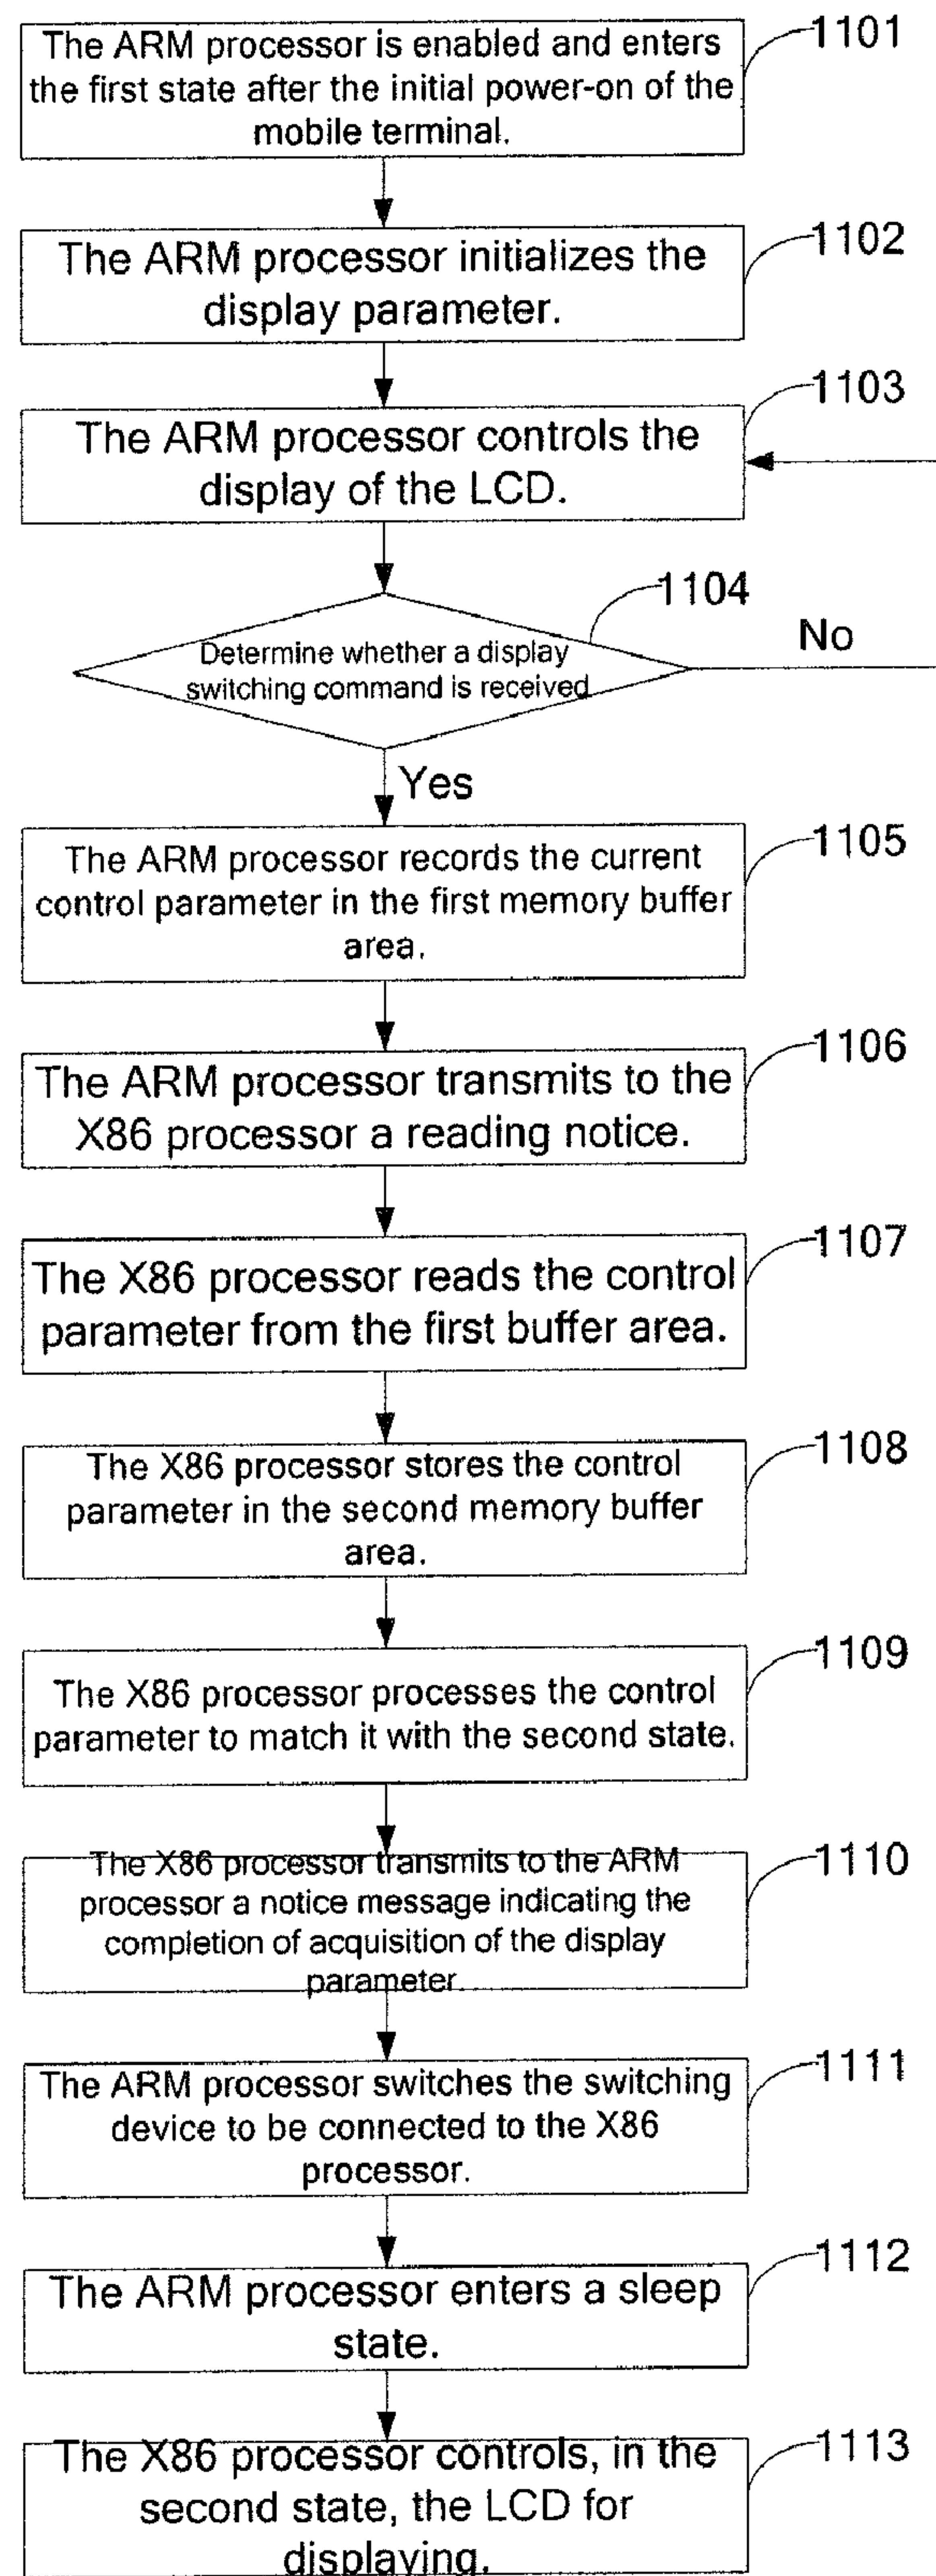 The ARM processor is enabled and enters
the first state after the initial power-on of the
mobile terminal.
1101
The ARM processor initializes the
display parameter.
1102
The ARM processor controls the
display of the LCD.
1103
Determine whether a display
switching command is received
1104
No
Yes
The ARM processor records the current
control parameter in the first memory buffer
area.
1105
The ARM processor transmits to the
X86 processor a reading notice.
1106
The X86 processor reads the control
parameter from the first buffer area.
1107
The X86 processor stores the control
parameter in the second memory buffer
area.
1108
The X86 processor processes the control
parameter to match it with the second state.
1109
The X86 processor transmits to the ARM
processor a notice message indicating the
completion of acquisition of the display
parameter.
1110
The ARM processor switches the switching
device to be connected to the X86
processor.
1111
The ARM processor enters a sleep
state.
1112
The X86 processor controls, in the
second state, the LCD for
displaying.
1113